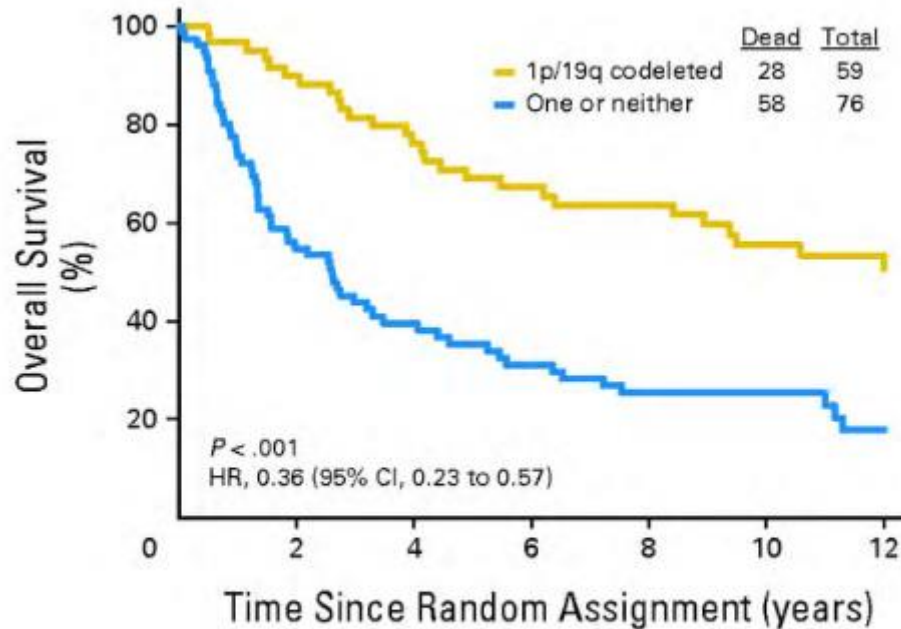 Overall Survival
(%)
100
80
60
40
20
0
Dead Total
1p/19q codeleted 28 59
One or neither 58 76
P < .001
HR, 0.36 (95% CI, 0.23 to 0.57)
2 4 6 8 10 12
Time Since Random Assignment (years)